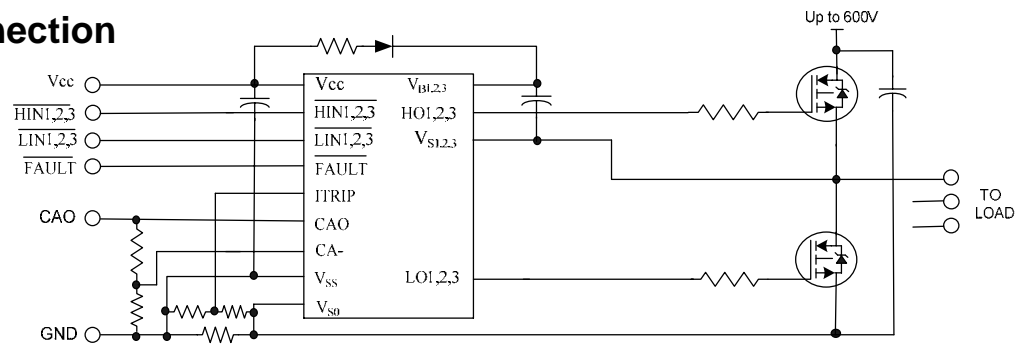 nection
Up to 600V
Vcc
HIN1,2,3
LIN1,2,3
FAULT
CAO
GND
Vcc
HIN1,2,3
LIN1,2,3
FAULT
ITRIP
CAO
CA-
VSS
VS0
VB1,2,3
HO1,2,3
VS1,2,3
LO1,2,3
TO
LOAD